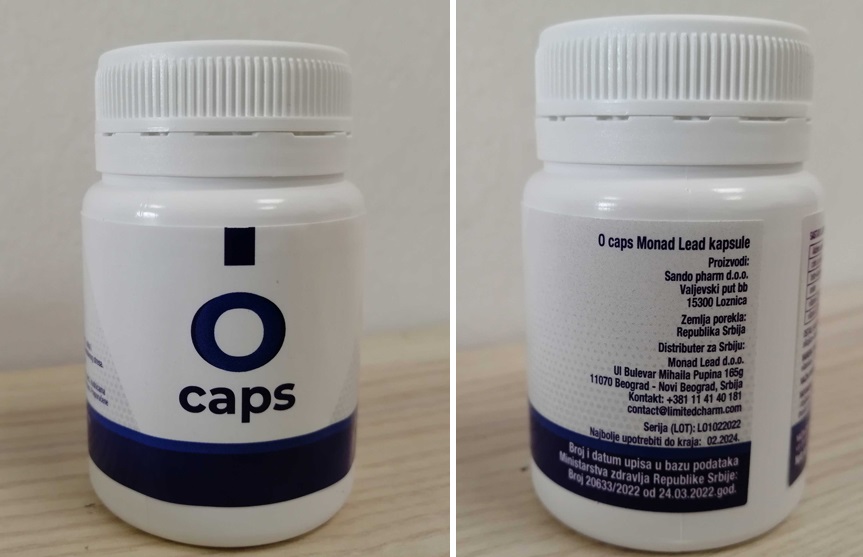 O
caps
O caps Monad Lead kapsule
Proizvodi:
Sando pharm d.o.o.
Valjevski put bb
15300 Loznica
Zemlja porekla:
Republika Srbija
Distributer za Srbiju:
Monad Lead d.o.o.
Ul Bulevar Mihaila Pupina 165g
11070 Beograd - Novi Beograd, Srbija
Kontakt: +381 11 41 40 181
contact@limitedcharm.com
Serija (LOT): L01022022
Najbolje upotrebiti do kraja: 02.2024.
Broj i datum upisa u bazu podataka
Ministarstva zdravlja Republike Srbije:
Broj 20633/2022 od 24.03.2022.god.